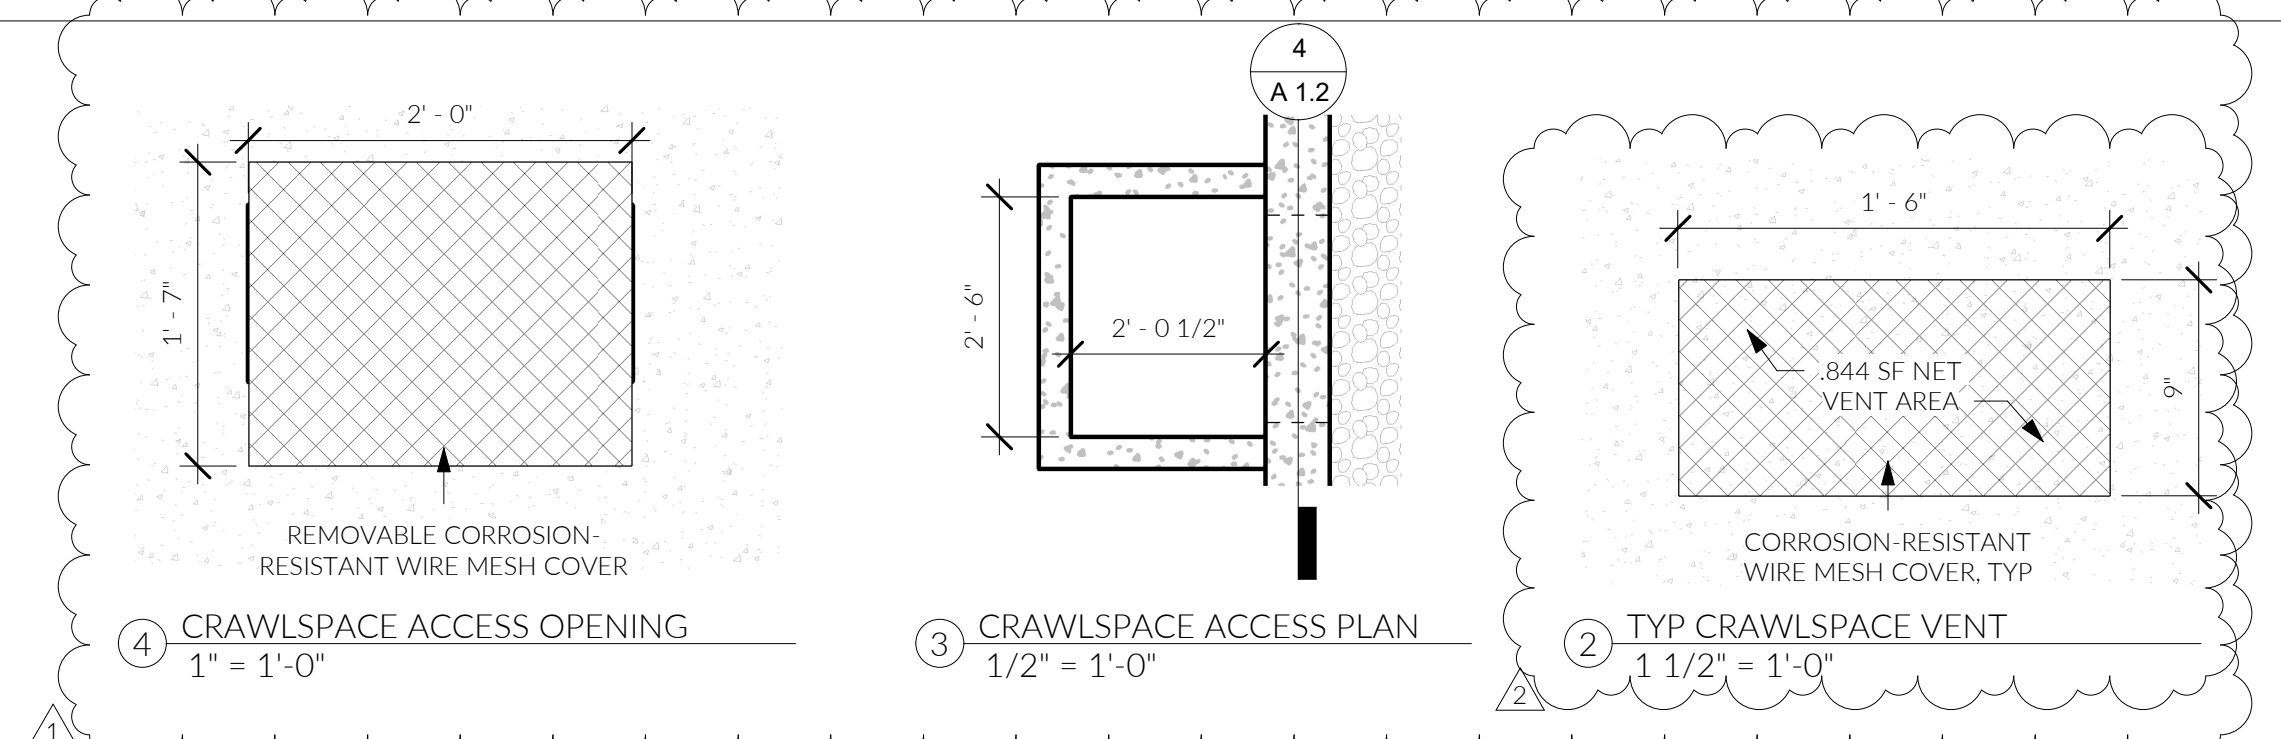 2' - 0"
1' - 7"
REMOVABLE CORROSION-
RESISTANT WIRE MESH COVER
4 CRAWLSPACE ACCESS OPENING
1" = 1'-0"
1
4
A 1.2
2' - 6"
2' - 0 1/2"
3 CRAWLSPACE ACCESS PLAN
1/2" = 1'-0"
1' - 6"
9"
.844 SF NET
VENT AREA
CORROSION-RESISTANT
WIRE MESH COVER, TYP
2 TYP CRAWLSPACE VENT
1 1/2" = 1'-0"
2